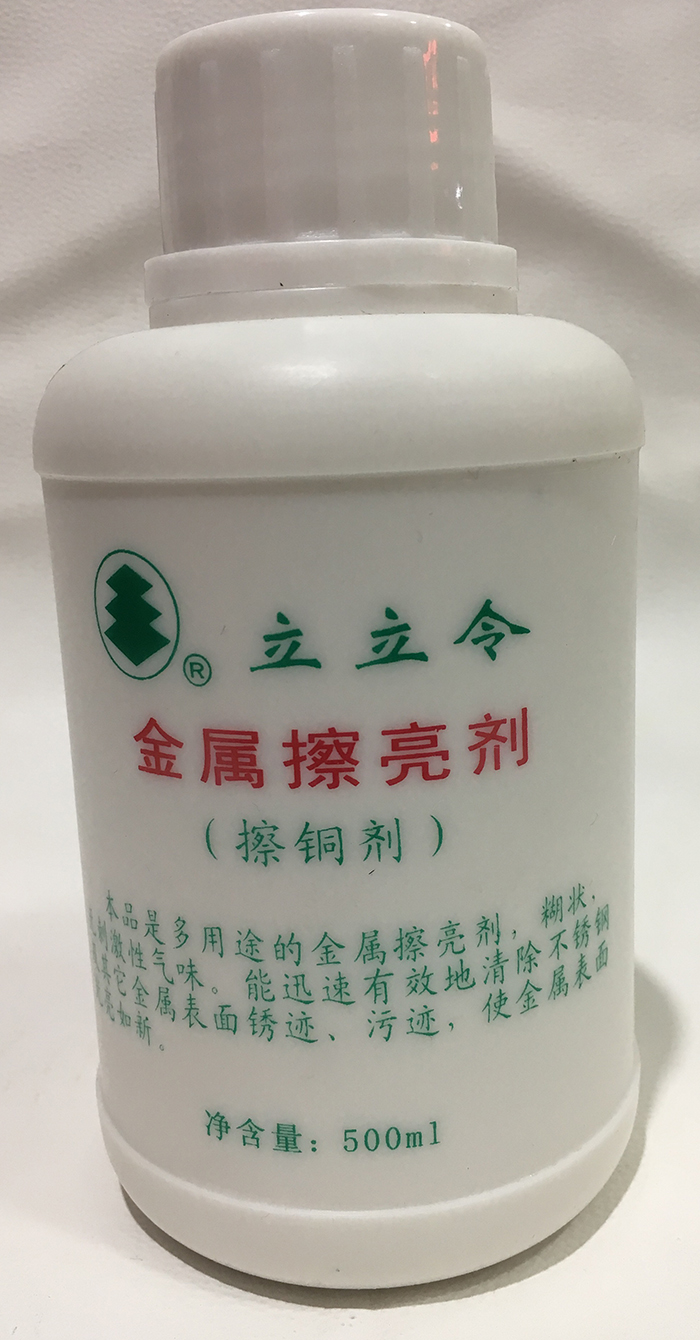 ® 立立令
金属擦亮剂
(擦铜剂)
本品是多用途的金属擦亮剂，糊状，
刺激性气味。能迅速有效地清除不锈钢
其它金属表面锈迹、污迹，使金属表面
亮如新。
净含量：500ml